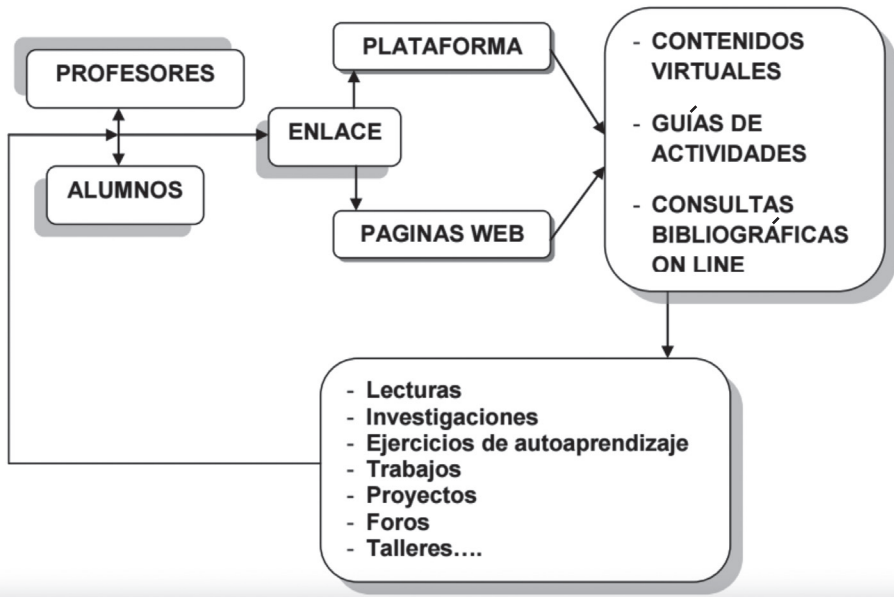 PROFESORES
ALUMNOS
ENLACE
PLATAFORMA
PAGINAS WEB
- CONTENIDOS
VIRTUALES
- GUÍAS DE
ACTIVIDADES
- CONSULTAS
BIBLIOGRÁFICAS
ON LINE
- Lecturas
- Investigaciones
- Ejercicios de autoaprendizaje
- Trabajos
- Proyectos
- Foros
- Talleres....